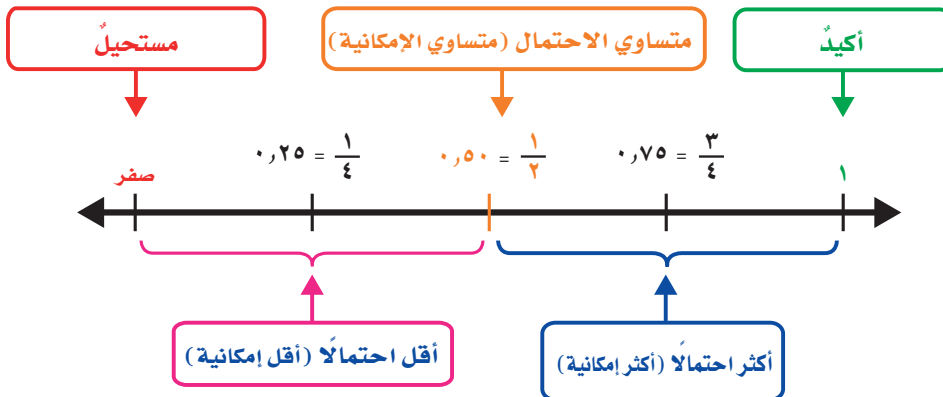 أكيدٌ
متساوي الاحتمال (متساوي الإمكانية)
مستحيلٌ
٠,٢٥ = ١/٤
٠,٥٠ = ١/٢
٠,٧٥ = ٣/٤
صفر
١
أكثر احتمالًا (أكثر إمكانية)
أقل احتمالًا (أقل إمكانية)